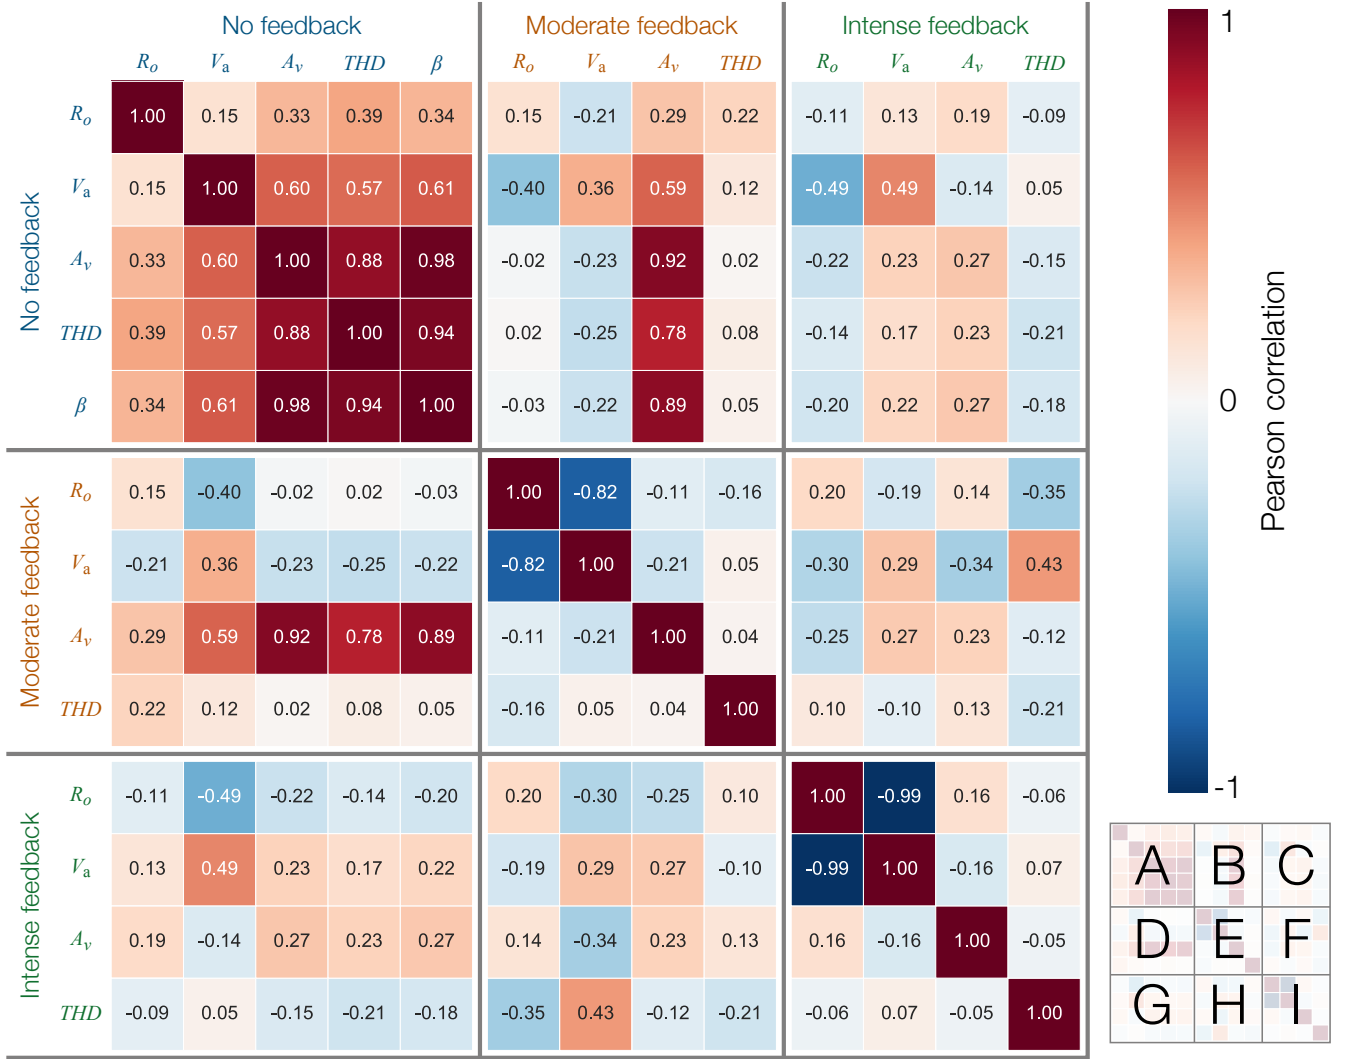 No feedback Moderate feedback Intense feedback 1
Ro Va Av THD β Ro Va Av THD Ro Va Av THD
Ro 1.00 0.15 0.33 0.39 0.34 0.15 -0.21 0.29 0.22 -0.11 0.13 0.19 -0.09
Va 0.15 1.00 0.60 0.57 0.61 -0.40 0.36 0.59 0.12 -0.49 0.49 -0.14 0.05
No feedback
Av 0.33 0.60 1.00 0.88 0.98 -0.02 -0.23 0.92 0.02 -0.22 0.23 0.27 -0.15
THD 0.39 0.57 0.88 1.00 0.94 0.02 -0.25 0.78 0.08 -0.14 0.17 0.23 -0.21
β 0.34 0.61 0.98 0.94 1.00 -0.03 -0.22 0.89 0.05 -0.20 0.22 0.27 -0.18
0
Pearson correlation
Ro 0.15 -0.40 -0.02 0.02 -0.03 1.00 -0.82 -0.11 -0.16 0.20 -0.19 0.14 -0.35
Va -0.21 0.36 -0.23 -0.25 -0.22 -0.82 1.00 -0.21 0.05 -0.30 0.29 -0.34 0.43
Moderate feedback
Av 0.29 0.59 0.92 0.78 0.89 -0.11 -0.21 1.00 0.04 -0.25 0.27 0.23 -0.12
THD 0.22 0.12 0.02 0.08 0.05 -0.16 0.05 0.04 1.00 0.10 -0.10 0.13 -0.21
Ro -0.11 -0.49 -0.22 -0.14 -0.20 0.20 -0.30 -0.25 0.10 1.00 -0.99 0.16 -0.06
-1
Va 0.13 0.49 0.23 0.17 0.22 -0.19 0.29 0.27 -0.10 -0.99 1.00 -0.16 0.07
Intense feedback
Av 0.19 -0.14 0.27 0.23 0.27 0.14 -0.34 0.23 0.13 0.16 -0.16 1.00 -0.05
THD -0.09 0.05 -0.15 -0.21 -0.18 -0.35 0.43 -0.12 -0.21 -0.06 0.07 -0.05 1.00
A B C
D E F
G H I